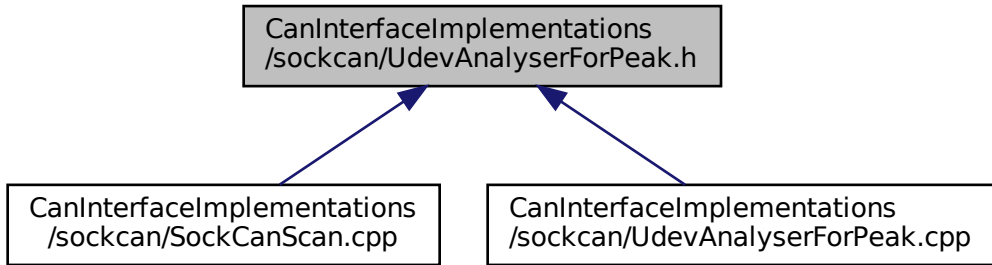 CanInterfaceImplementations
/sockcan/UdevAnalyserForPeak.h
CanInterfaceImplementations
/sockcan/SockCanScan.cpp
CanInterfaceImplementations
/sockcan/UdevAnalyserForPeak.cpp